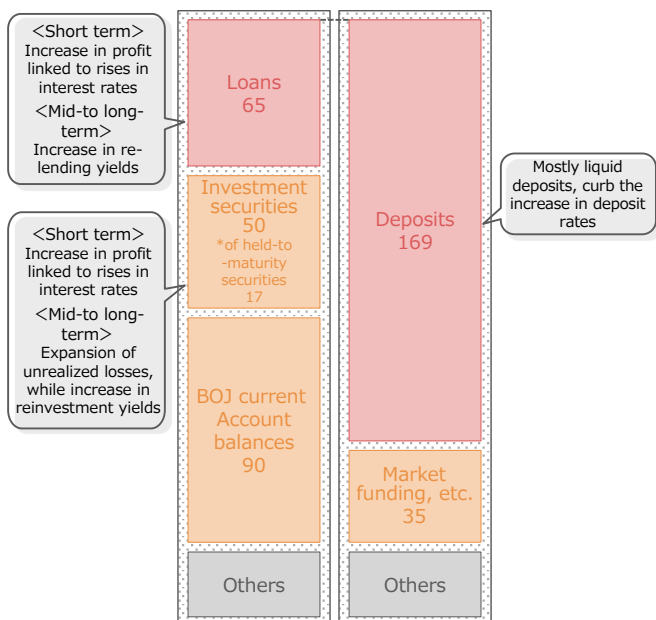 <Short term>
Increase in profit
linked to rises in
interest rates
<Mid-to long-
term>
Increase in re-
lending yields
<Short term>
Increase in profit
linked to rises in
interest rates
<Mid-to long-
term>
Expansion of
unrealized losses,
while increase in
reinvestment yields
Loans
65
Investment
securities
50
*of held-to
-maturity
securities
17
BOJ current
Account
balances
90
Others
Deposits
169
Market
funding, etc.
35
Others
Mostly liquid
deposits, curb the
increase in deposit
rates